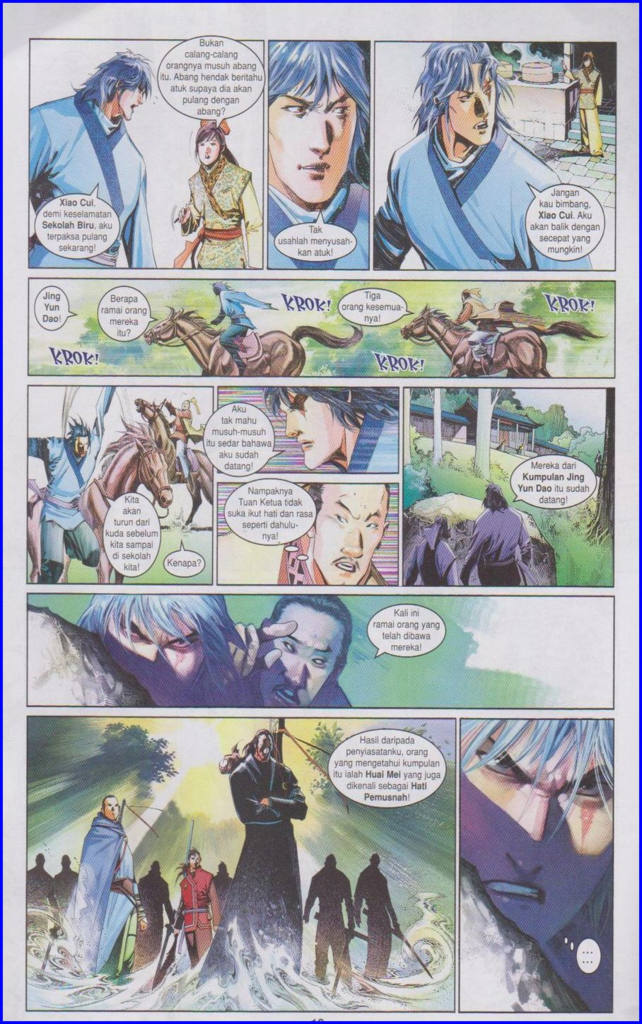 Bukan
calang-calang
orangnya musuh abang
itu. Abang hendak beritahu
atuk supaya dia akan
pulang dengan
abang?
Xiao Cui,
demi keselamatan
Sekolah Biru, aku
terpaksa pulang
sekarang!
Tak
usahlah menyusah-
kan atuk!
Jangan
kau bimbang,
Xiao Cui. Aku
akan balik dengan
secepat yang
mungkin!
Jing
Yun
Dao!
Berapa
ramai orang
mereka
itu?
KROK!
KROK!
Tiga
orang kesemua-
nya!
KROK!
KROK!
Kita
akan
turun dari
kuda sebelum
kita sampai
di sekolah
kita!
Kenapa?
Aku
tak mahu
musuh-musuh
itu sedar bahawa
aku sudah
datang!
Nampaknya
Tuan Ketua tidak
suka ikut hati dan rasa
seperti dahulu-
nya!
Mereka dari
Kumpulan Jing
Yun Dao itu sudah
datang!
Kali ini
ramai orang yang
telah dibawa
mereka!
Hasil daripada
penyiasatanku, orang
yang mengetahui kumpulan
itu ialah Huai Mei yang juga
dikenali sebagai Hati
Pemusnah!
...
...